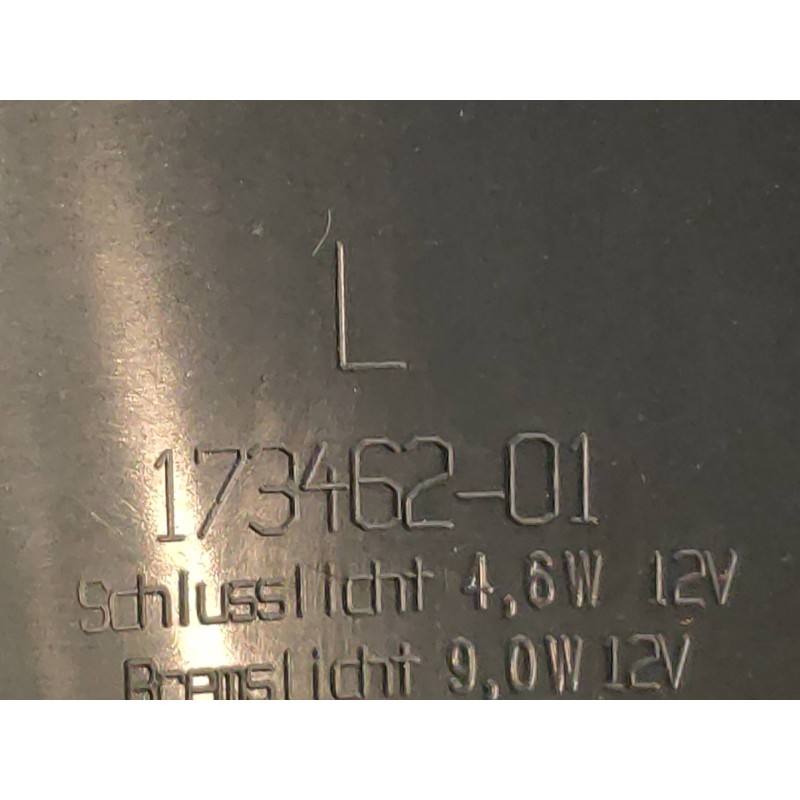 L
173462-01
Schlusslicht 4,6W 12V
Bremslicht 9,0W 12V